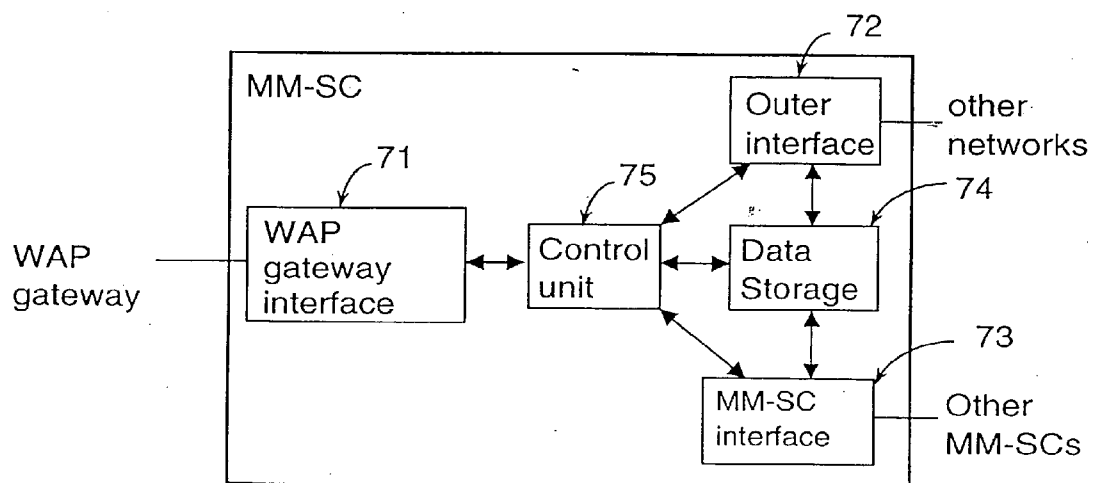 72
MM-SC
Outer
interface
other
networks
71
75
74
WAP
gateway
WAP
gateway
interface
Control
unit
Data
Storage
73
MM-SC
interface
Other
MM-SCs